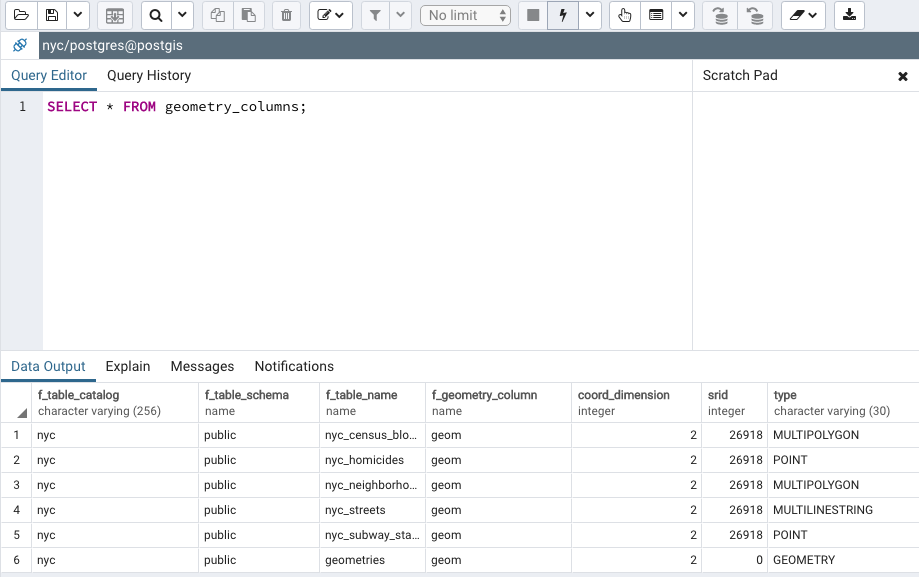 No limit
nyc/postgres@postgis
Query Editor Query History Scratch Pad
1 SELECT * FROM geometry_columns;
Data Output Explain Messages Notifications
f_table_catalog f_table_schema f_table_name f_geometry_column coord_dimension srid type
character varying (256) name name name integer integer character varying (30)
1 nyc public nyc_census_blo... geom 2 26918 MULTIPOLYGON
2 nyc public nyc_homicides geom 2 26918 POINT
3 nyc public nyc_neighborho... geom 2 26918 MULTIPOLYGON
4 nyc public nyc_streets geom 2 26918 MULTILINESTRING
5 nyc public nyc_subway_sta... geom 2 26918 POINT
6 nyc public geometries geom 2 0 GEOMETRY